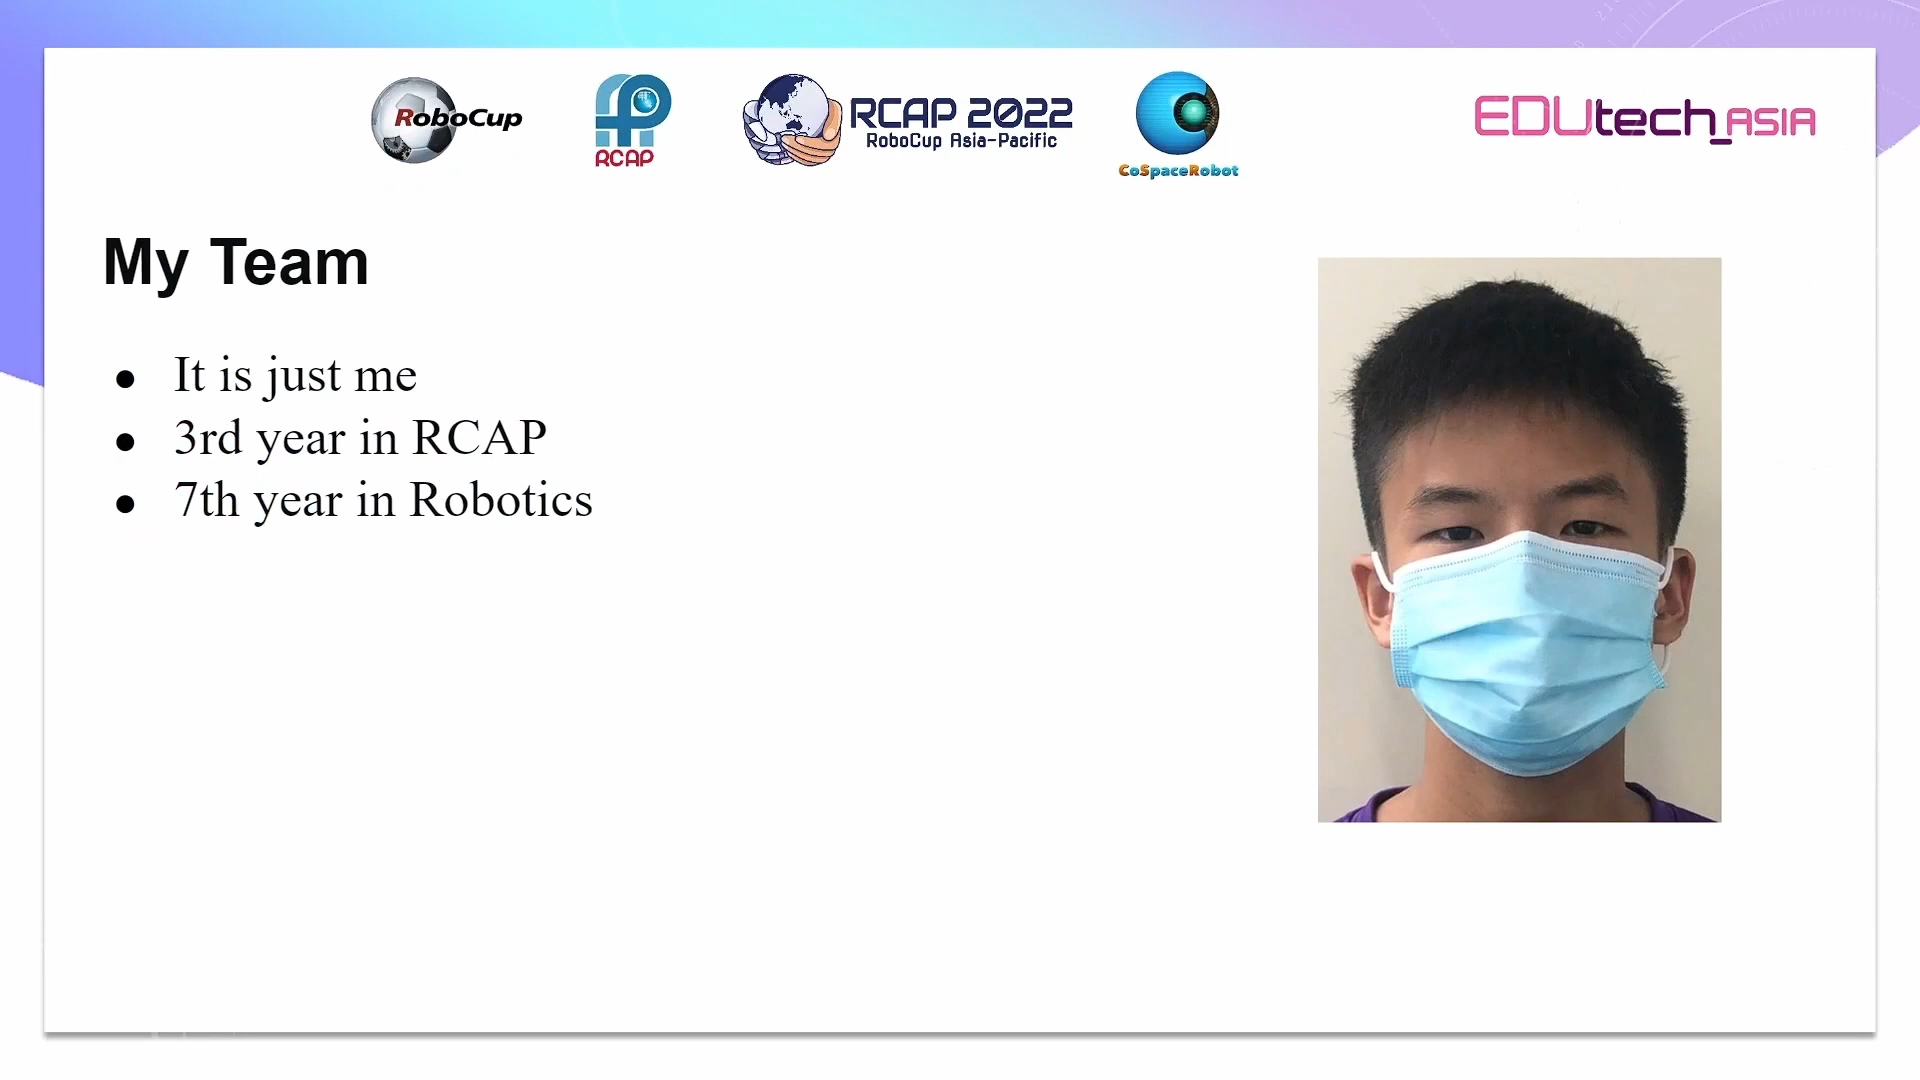 RoboCup
RCAP
RCAP 2022
RoboCup Asia-Pacific
CoSpaceRobot
EDUtech_ASIA
My Team
● It is just me
● 3rd year in RCAP
● 7th year in Robotics